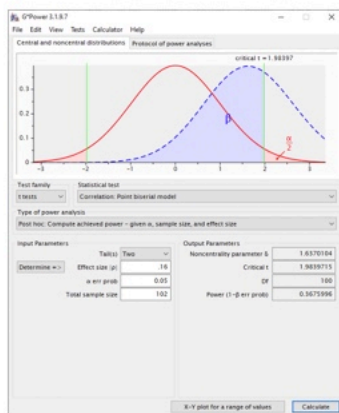 G*Power 3.1.9.7
File Edit View Tests Calculator Help
Central and noncentral distributions Protocol of power analyses
critical t = 1.98397
0.3
0.2
0.1
0
β
α/2
-3 -2 -1 0 1 2 3
Test family Statistical test
t tests Correlation: Point biserial model
Type of power analysis
Post hoc: Compute achieved power - given α, sample size, and effect size
Input Parameters Output Parameters
Tail(s) Two Noncentrality parameter δ 1.6370104
Determine => Effect size |ρ| .16 Critical t 1.9839715
α err prob 0.05 Df 100
Total sample size 102 Power (1-β err prob) 0.3675996
X-Y plot for a range of values Calculate